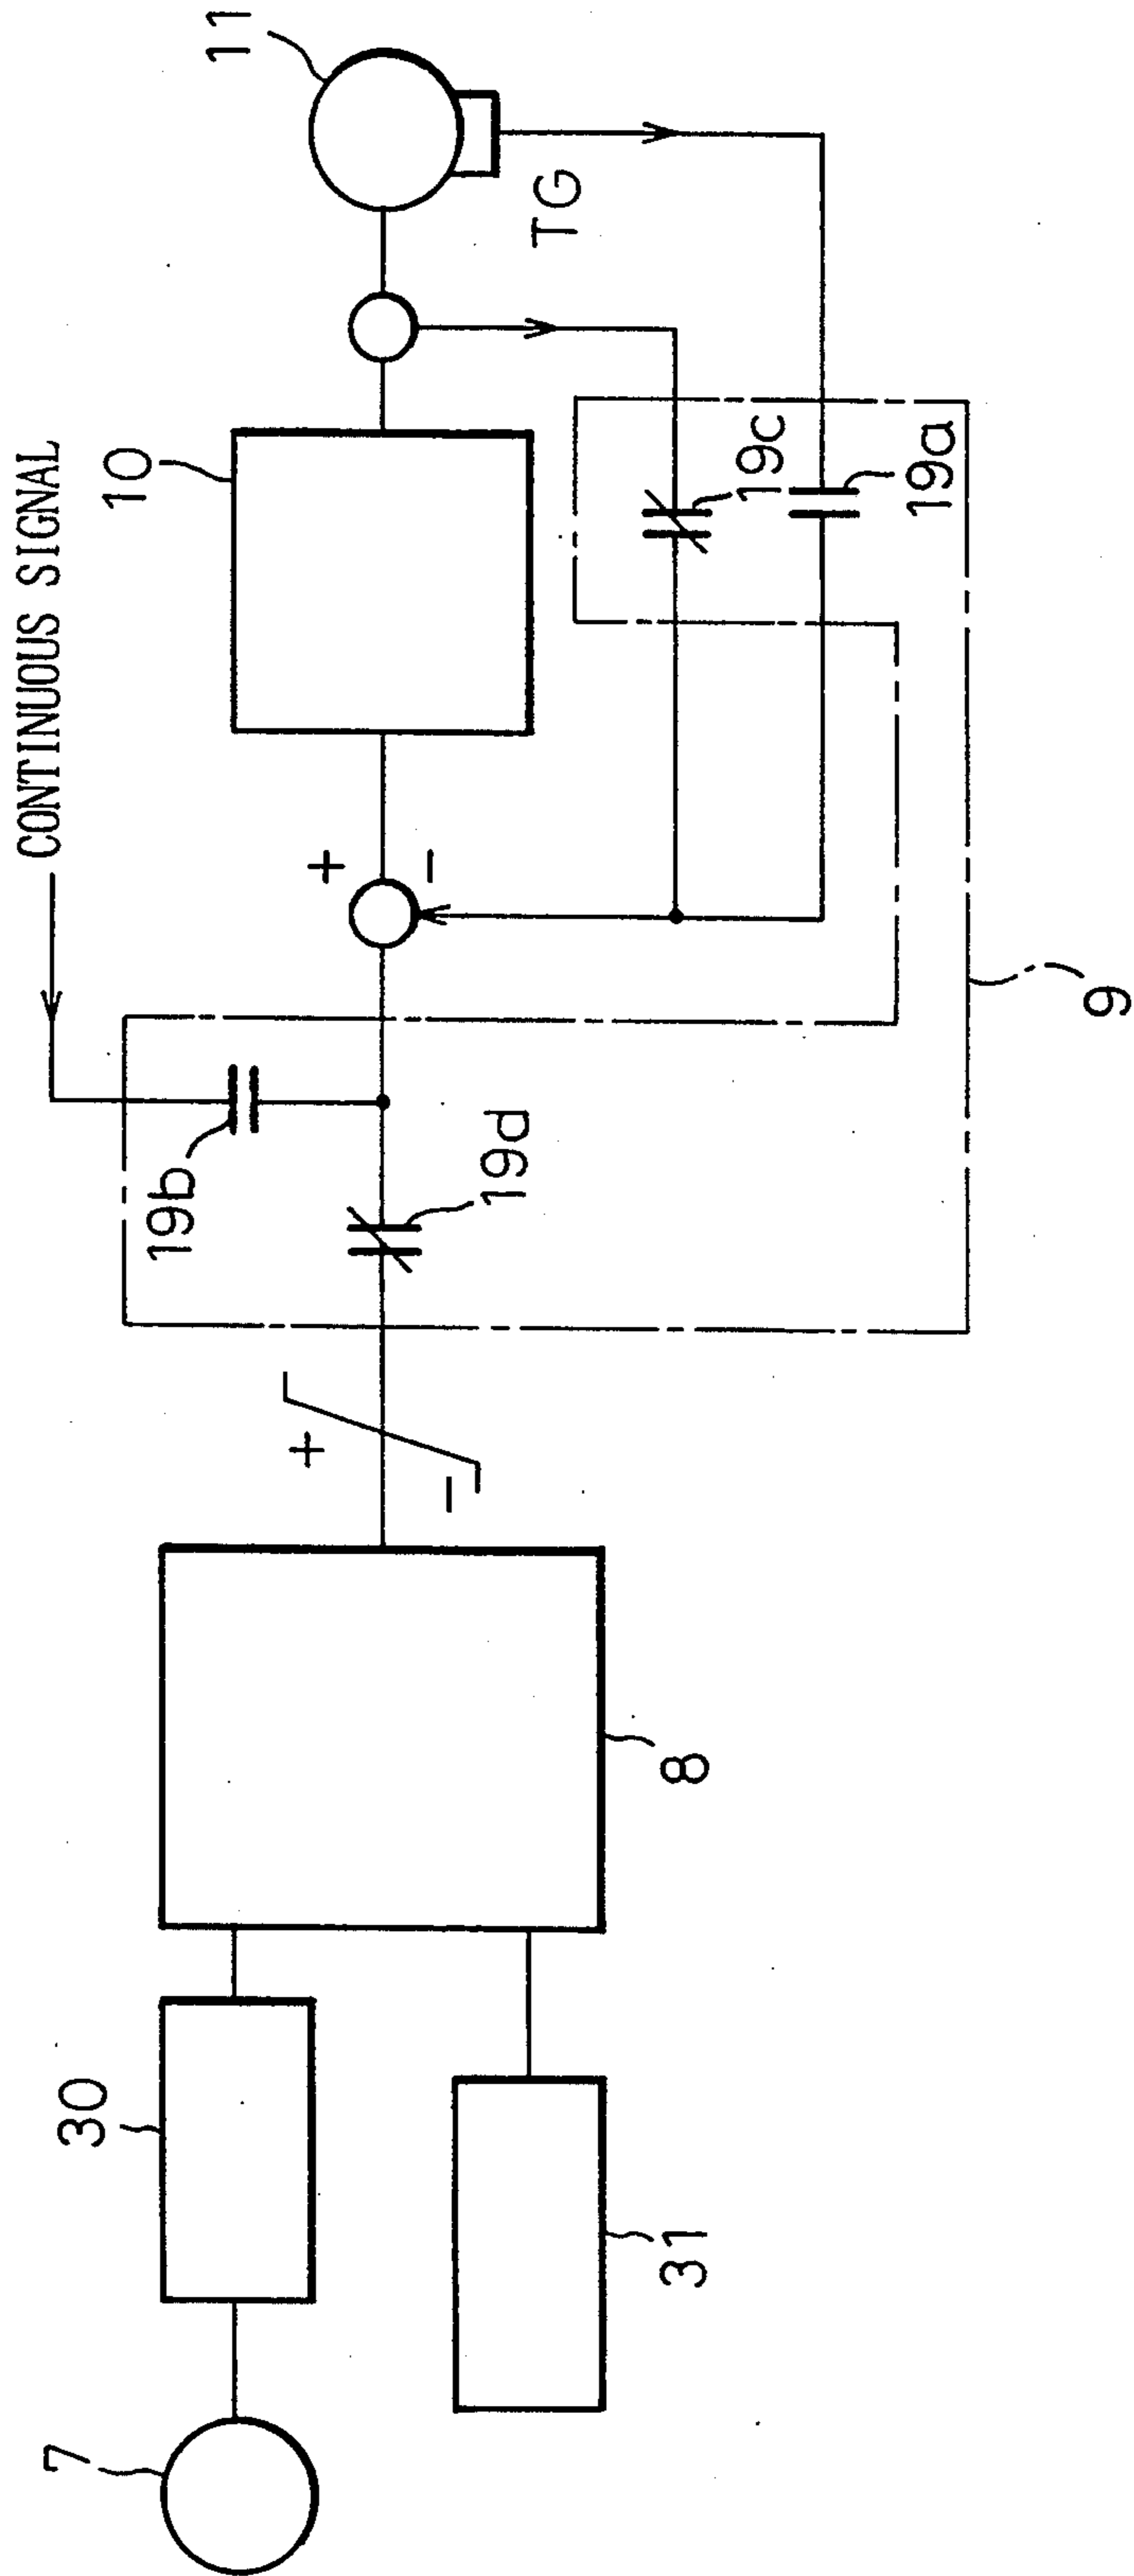 CONTINUOUS SIGNAL
11
10
TG
19b
+
-
19c
19a
19d
9
+
-
8
30
31
7